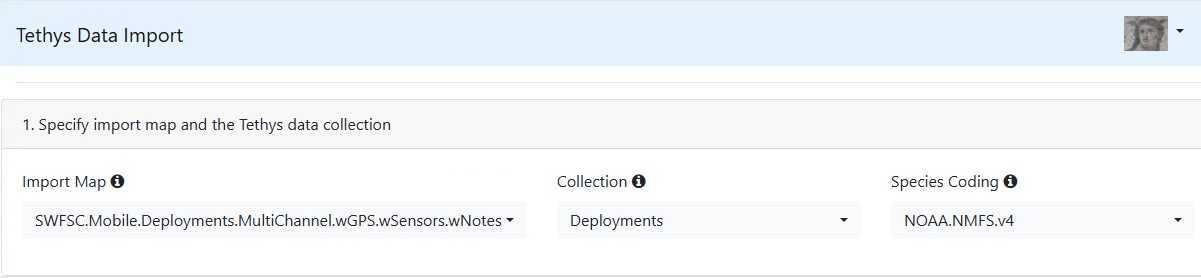 Tethys Data Import
1. Specify import map and the Tethys data collection
Import Map
Collection
Species Coding
SWFSC.Mobile.Deployments.MultiChannel.wGPS.wSensors.wNotes
Deployments
NOAA.NMFS.v4